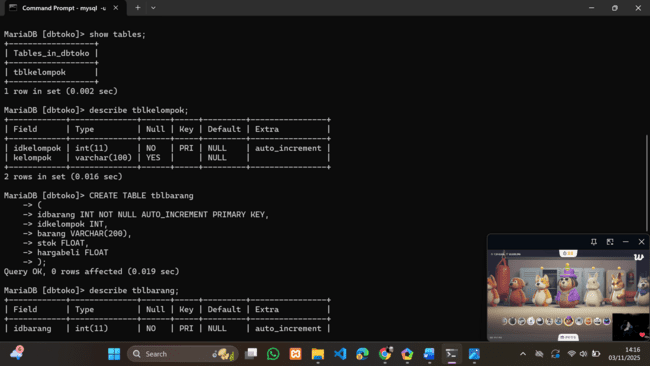 Command Prompt - mysql -u
MariaDB [dbtoko]> show tables;
+------------------+
| Tables_in_dbtoko |
+------------------+
| tblkelompok      |
+------------------+
1 row in set (0.002 sec)
MariaDB [dbtoko]> describe tblkelompok;
+------------+--------------+------+-----+---------+----------------+
| Field      | Type         | Null | Key | Default | Extra          |
+------------+--------------+------+-----+---------+----------------+
| idkelompok | int(11)      | NO   | PRI | NULL    | auto_increment |
| kelompok   | varchar(100) | YES  |     | NULL    |                |
+------------+--------------+------+-----+---------+----------------+
2 rows in set (0.016 sec)
MariaDB [dbtoko]> CREATE TABLE tblbarang
    -> (
    -> idbarang INT NOT NULL AUTO_INCREMENT PRIMARY KEY,
    -> idkelompok INT,
    -> barang VARCHAR(200),
    -> stok FLOAT,
    -> hargabeli FLOAT
    -> );
Query OK, 0 rows affected (0.019 sec)
MariaDB [dbtoko]> describe tblbarang;
+------------+--------------+------+-----+---------+----------------+
| Field      | Type         | Null | Key | Default | Extra          |
+------------+--------------+------+-----+---------+----------------+
| idbarang   | int(11)      | NO   | PRI | NULL    | auto_increment |
Search
14:16
03/11/2025